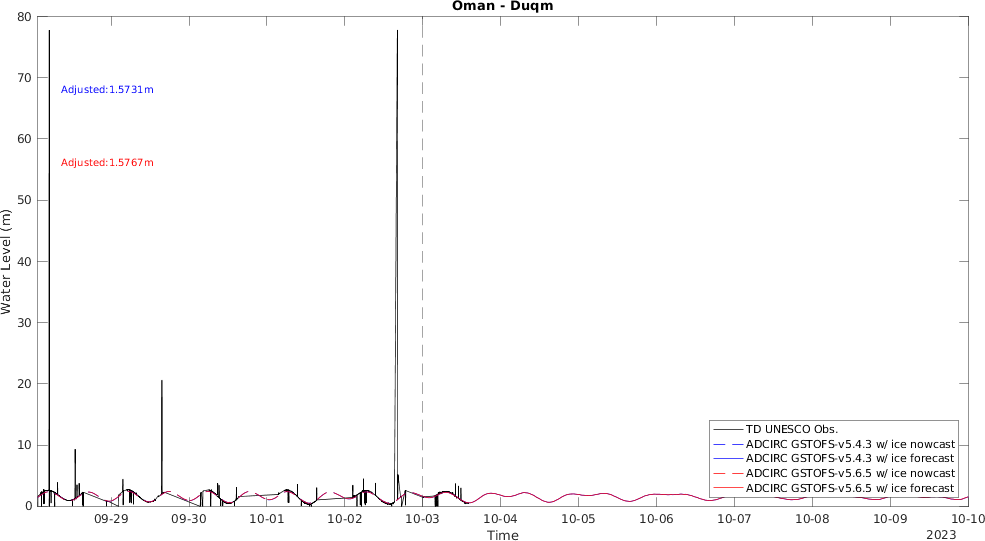 Oman - Duqm
80
70
60
50
40
30
20
10
0
Water Level (m)
Adjusted:1.5731m
Adjusted:1.5767m
TD UNESCO Obs.
ADCIRC GSTOFS-v5.4.3 w/ ice nowcast
ADCIRC GSTOFS-v5.4.3 w/ ice forecast
ADCIRC GSTOFS-v5.6.5 w/ ice nowcast
ADCIRC GSTOFS-v5.6.5 w/ ice forecast
09-29 09-30 10-01 10-02 10-03 10-04 10-05 10-06 10-07 10-08 10-09 10-10
Time
2023